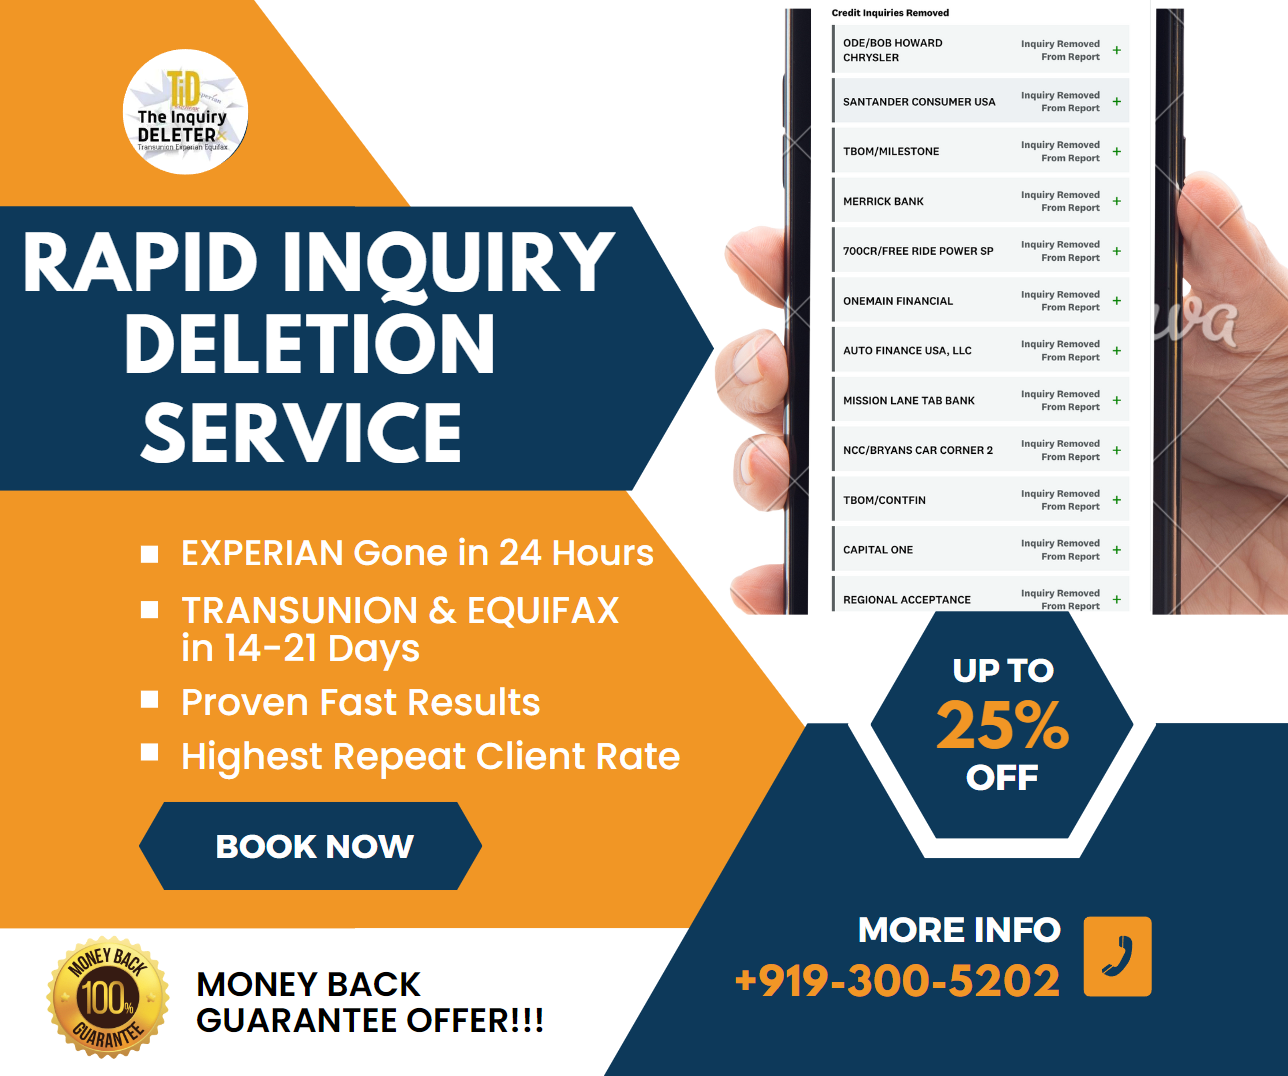 TiD
The Inquiry
DELETER
Transunion Experian Equifax
RAPID INQUIRY
DELETION
SERVICE
EXPERIAN Gone in 24 Hours
TRANSUNION & EQUIFAX
in 14-21 Days
Proven Fast Results
Highest Repeat Client Rate
BOOK NOW
MONEY BACK
100%
GUARANTEE
MONEY BACK
GUARANTEE OFFER!!!
Credit Inquiries Removed
ODE/BOB HOWARD Inquiry Removed
CHRYSLER From Report +
SANTANDER CONSUMER USA Inquiry Removed
From Report +
TBOM/MILESTONE Inquiry Removed
From Report +
MERRICK BANK Inquiry Removed
From Report +
700CR/FREE RIDE POWER SP Inquiry Removed
From Report +
ONEMAIN FINANCIAL Inquiry Removed
From Report +
AUTO FINANCE USA, LLC Inquiry Removed
From Report +
MISSION LANE TAB BANK Inquiry Removed
From Report +
NCC/BRYANS CAR CORNER 2 Inquiry Removed
From Report +
TBOM/CONTFIN Inquiry Removed
From Report +
CAPITAL ONE Inquiry Removed
From Report +
REGIONAL ACCEPTANCE Inquiry Removed
From Report +
UP TO
25%
OFF
MORE INFO
+919-300-5202